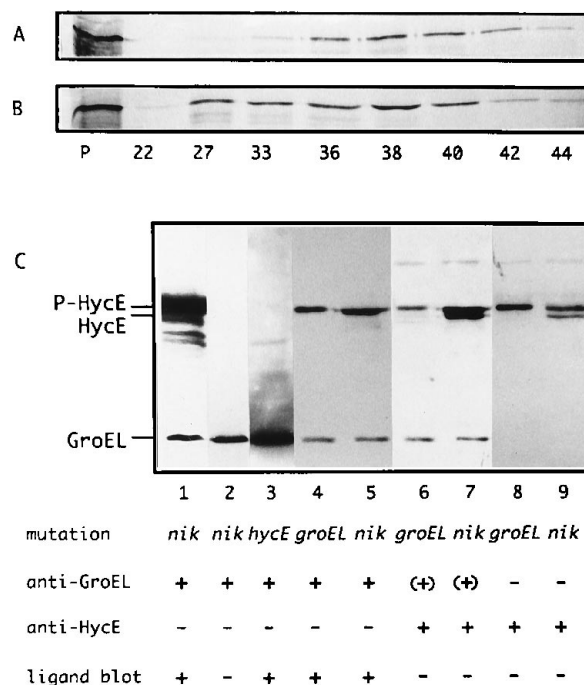 A
B
P 22 27 33 36 38 40 42 44
C
P-HycE
HycE
GroEL
1 2 3 4 5 6 7 8 9
mutation nik nik hycE groEL nik groEL nik groEL nik
anti-GroEL + + + + + (+) (+) – –
anti-HycE – – – – – + + + +
ligand blot + – + + + – – – –